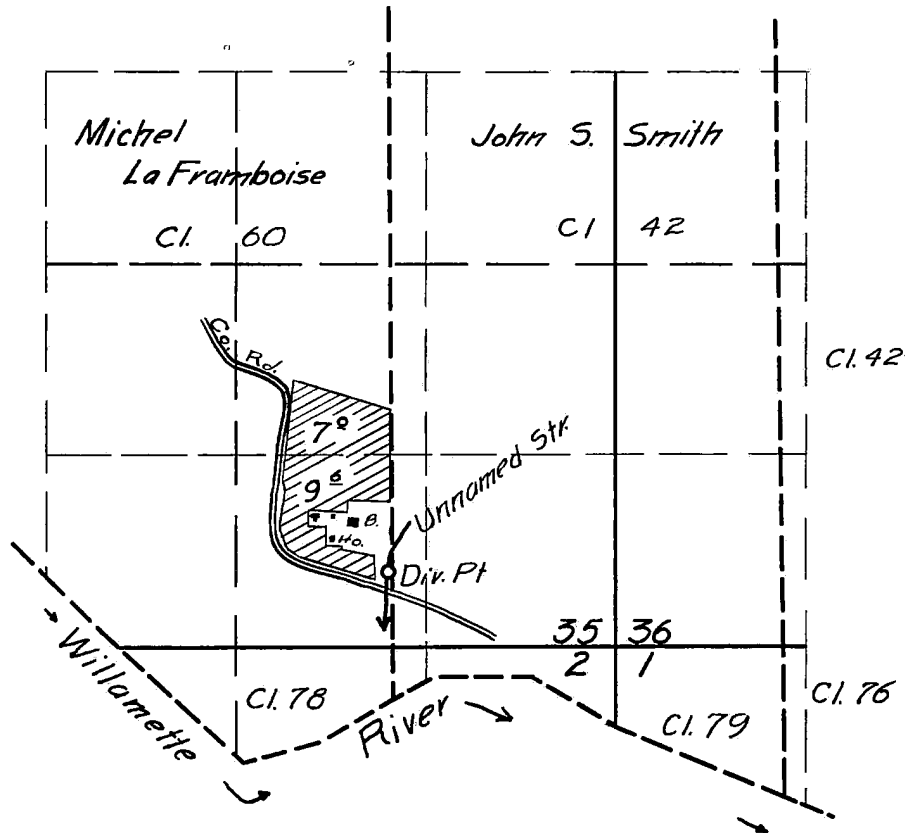 Michel
La Framboise
Cl. 60
John S. Smith
Cl 42
Co. Rd.
Cl. 42
7 0
9 6
B.
Ho.
Unnamed Str.
Div. Pt
35 36
2 1
Willamette
River
Cl. 78
Cl. 79
Cl. 76